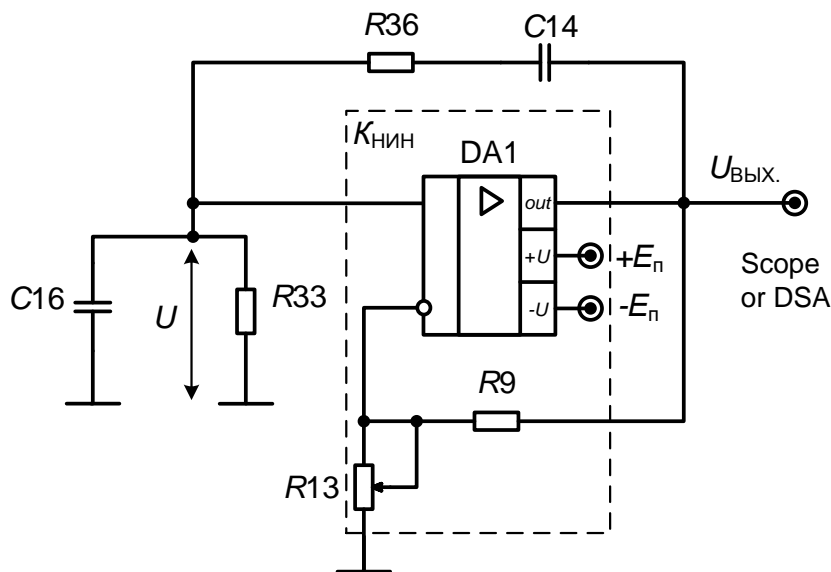 R36
C14
KНИН
DA1
UВЫХ.
out
+U
+Eп
-U
-Eп
Scope
or DSA
C16
U
R33
R9
R13